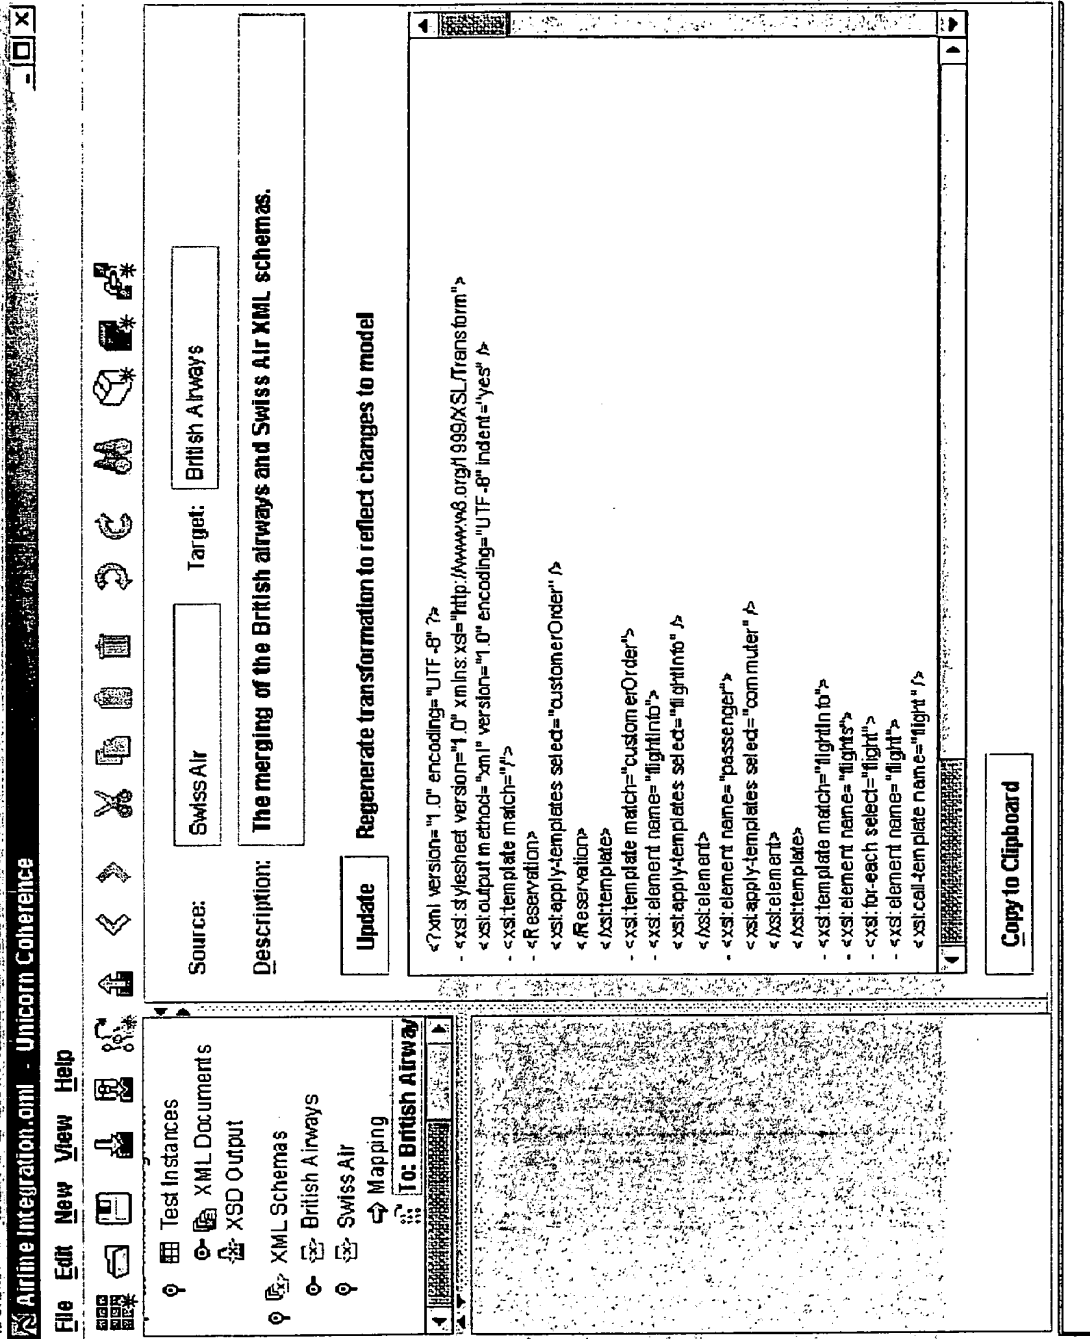 Airline Integration.oml - Unicorn Coherence
File Edit New View Help
Test Instances
XML Documents
XSD Output
XML Schemas
British Airways
Swiss Air
Mapping
To: British Airway
Source: SwissAir Target: British Airways
Description: The merging of the British airways and Swiss Air XML schemas.
Update Regenerate transformation to reflect changes to model
<?xml version="1.0" encoding="UTF-8" ?>
- <xsl:stylesheet version="1.0" xmlns:xsl="http://www.w3.org/1999/XSL/Transform">
<xsl:output method="xml" version="1.0" encoding="UTF-8" indent="yes" />
- <xsl:template match="/">
- <Reservation>
<xsl:apply-templates select="customerOrder" />
</Reservation>
</xsl:template>
- <xsl:template match="customerOrder">
- <xsl:element name="flightInfo">
<xsl:apply-templates select="flightInfo" />
</xsl:element>
- <xsl:element name="passenger">
<xsl:apply-templates select="commuter" />
</xsl:element>
</xsl:template>
- <xsl:template match="flightInfo">
- <xsl:element name="flights">
- <xsl:for-each select="flight">
- <xsl:element name="flight">
<xsl:call-template name="flight" />
Copy to Clipboard